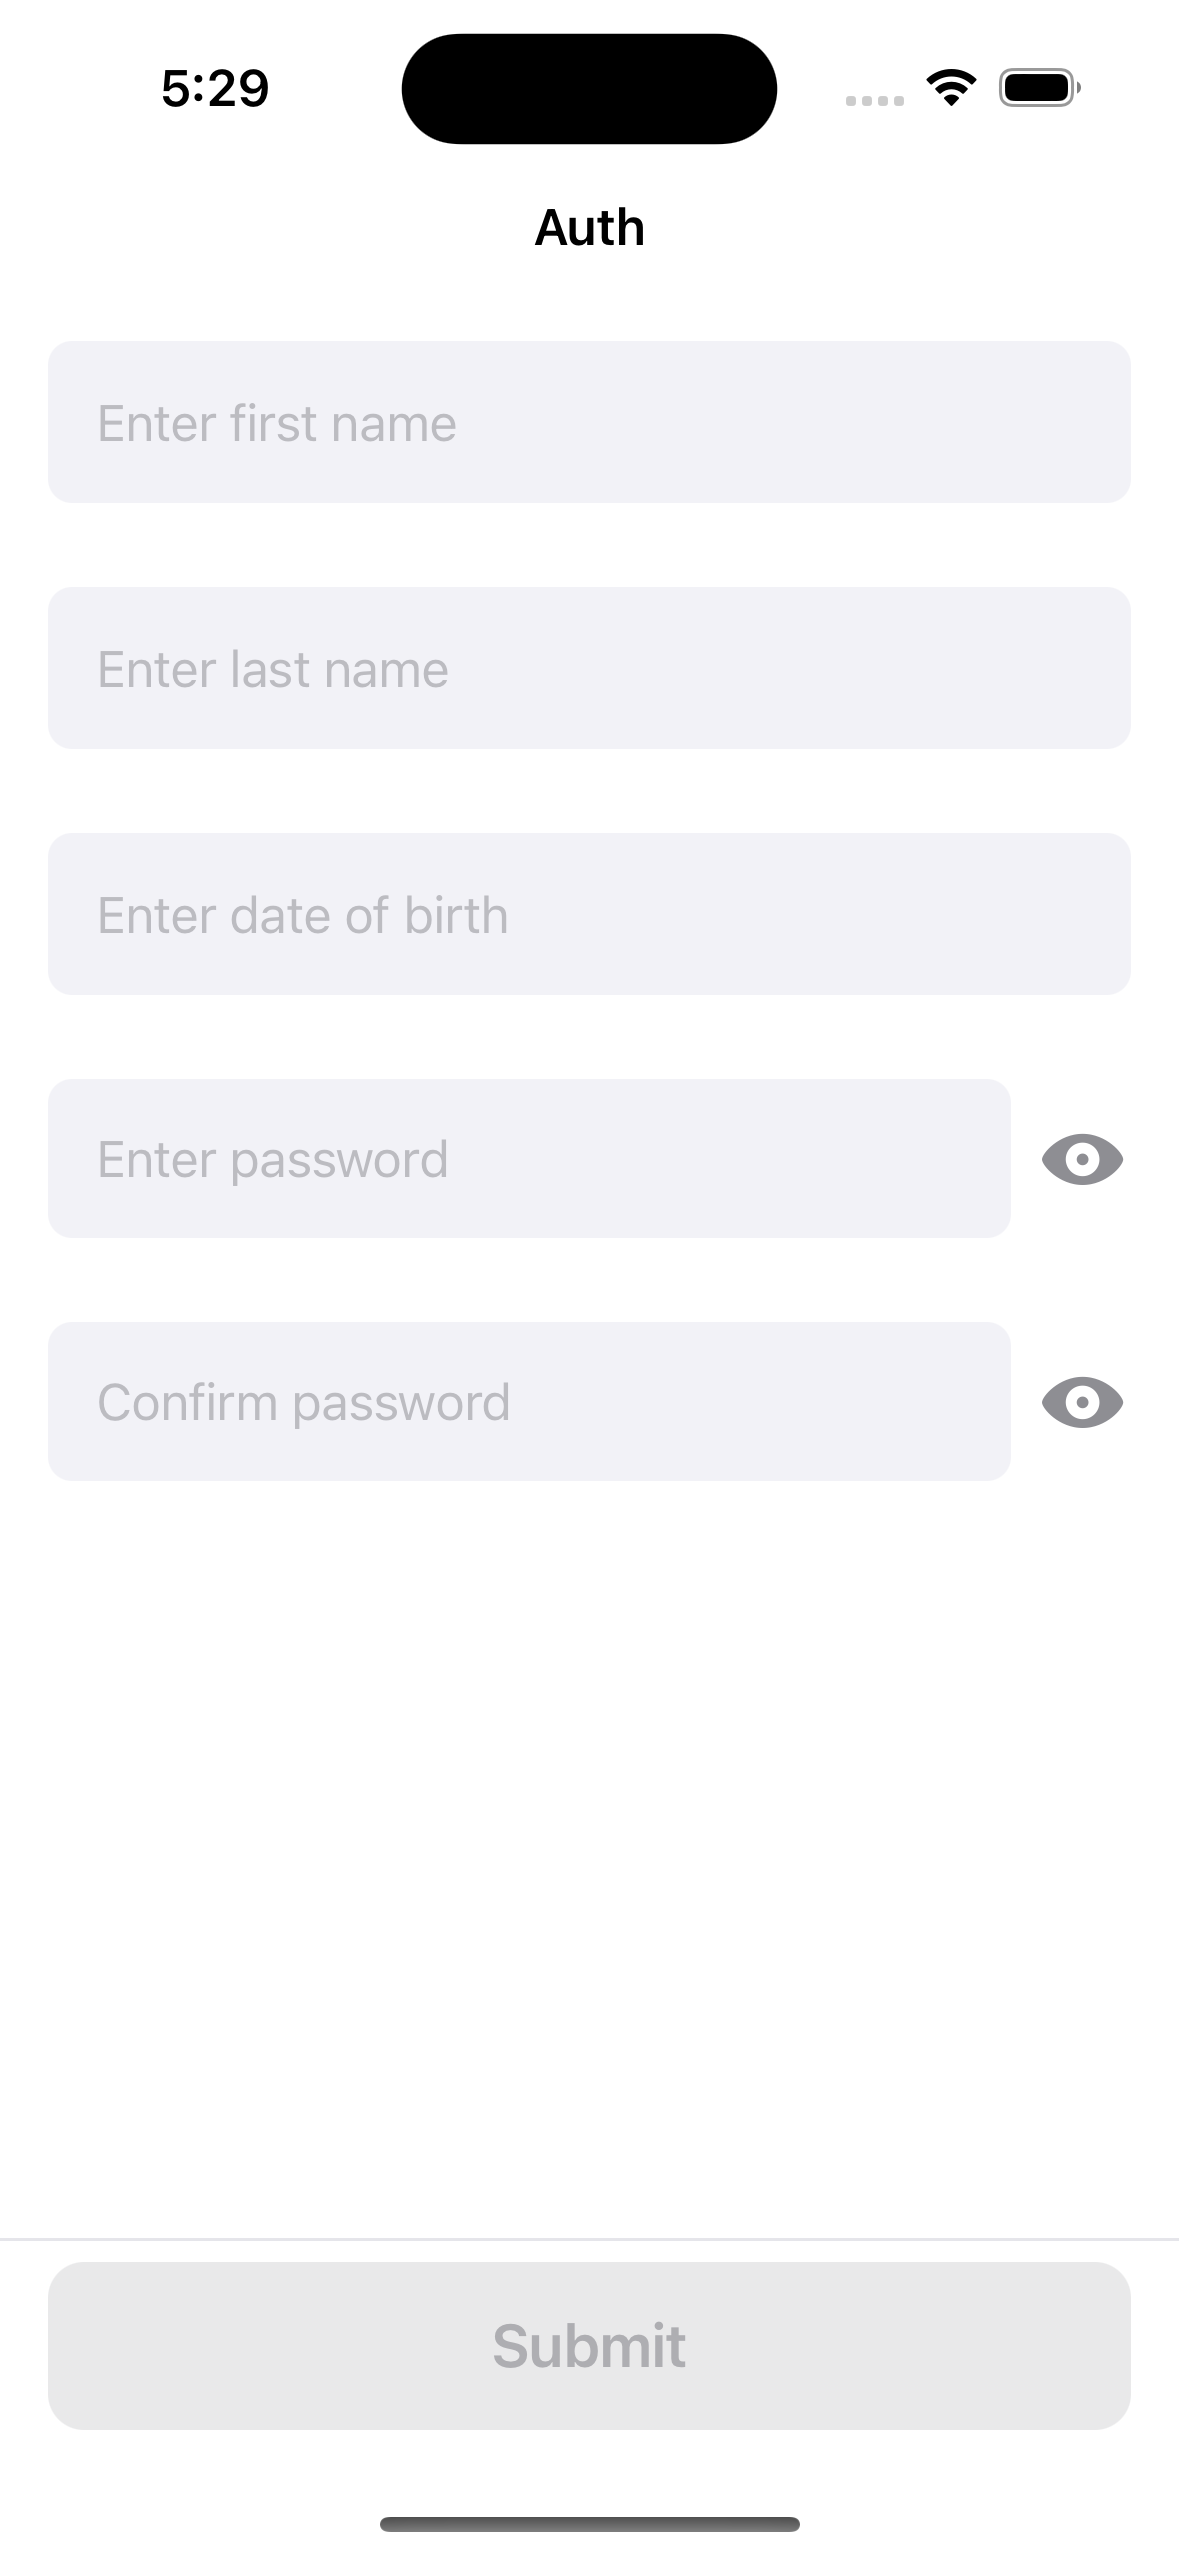 5:29
Auth
Enter first name
Enter last name
Enter date of birth
Enter password
Confirm password
Submit